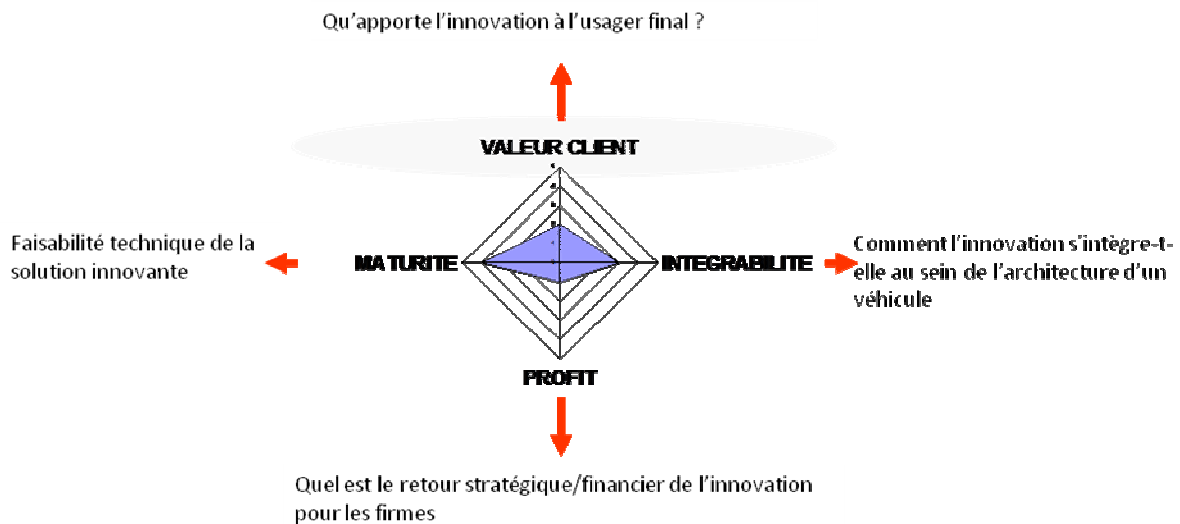 Qu'apporte l'innovation à l'usager final ?
VALEUR CLIENT
Faisabilité technique de la
solution innovante
MATURITE
INTEGRABILITE
Comment l'innovation s'intègre-t-
elle au sein de l'architecture d'un
véhicule
PROFIT
Quel est le retour stratégique/financier de l'innovation
pour les firmes